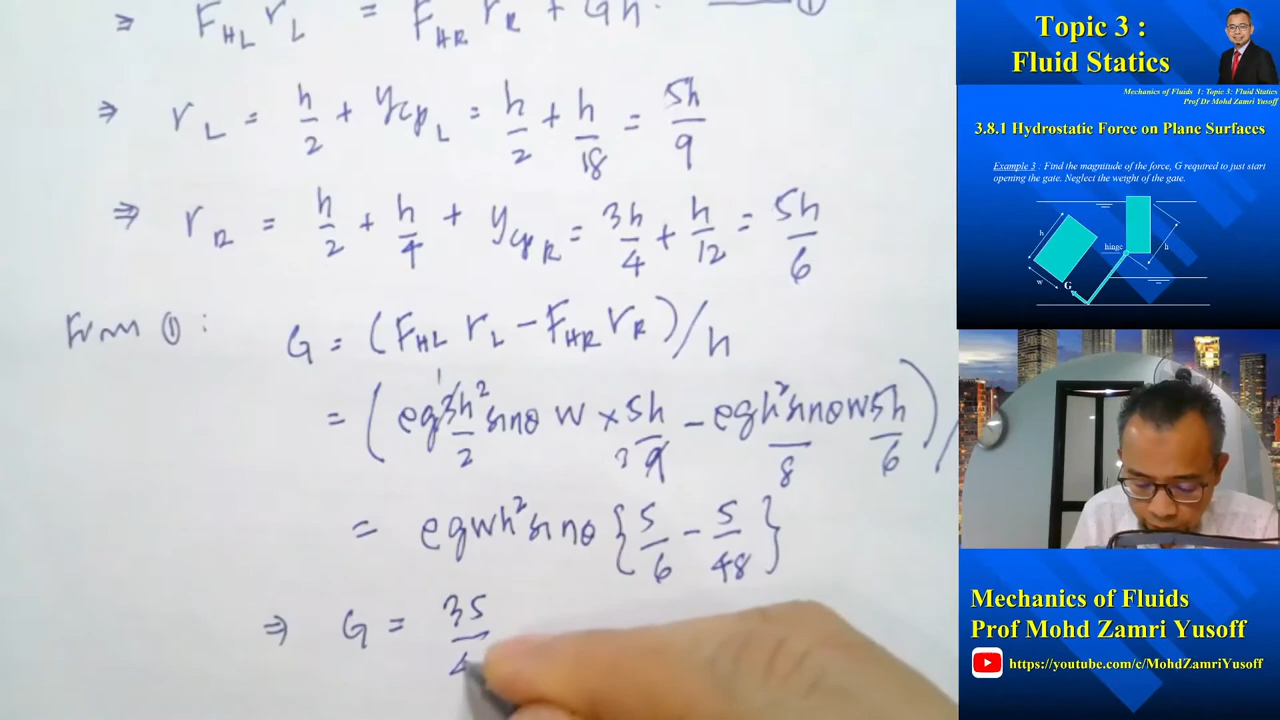 ⇒ F_HL r_L = F_HR r_R + Gh. — ①
⇒ r_L = h/2 + y_cp_L = h/2 + h/18 = 5h/9
⇒ r_R = h/2 + h/4 + y_cp_R = 3h/4 + h/12 = 5h/6
From ① : G = (F_HL r_L − F_HR r_R)/h
= (ρg 3h²/2 sinθ w × 5h/9 − ρgh² sinθ w/8 5h/6)/
= ρgwh² sinθ {5/6 − 5/48}
⇒ G = 35/4
Topic 3 :
Fluid Statics
Mechanics of Fluids 1: Topic 3: Fluid Statics
Prof Dr Mohd Zamri Yusoff
3.8.1 Hydrostatic Force on Plane Surfaces
Example 3 : Find the magnitude of the force, G required to just start
opening the gate. Neglect the weight of the gate.
h
hinge
h
w
G
Mechanics of Fluids
Prof Mohd Zamri Yusoff
https://youtube.com/c/MohdZamriYusoff